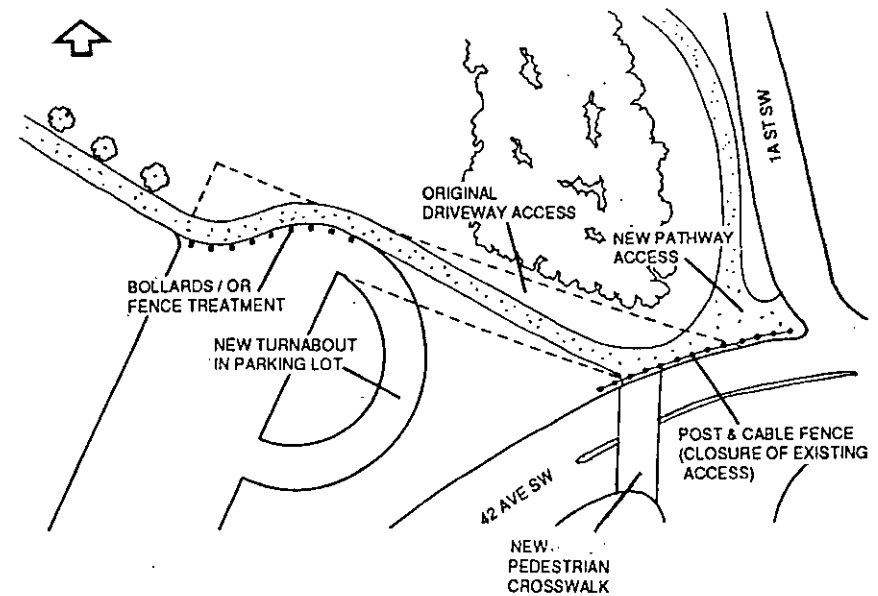 1A ST SW
ORIGINAL
DRIVEWAY ACCESS
NEW PATHWAY
ACCESS
BOLLARDS / OR
FENCE TREATMENT
NEW TURNABOUT
IN PARKING LOT
POST & CABLE FENCE
(CLOSURE OF EXISTING
ACCESS)
42 AVE SW
NEW
PEDESTRIAN
CROSSWALK